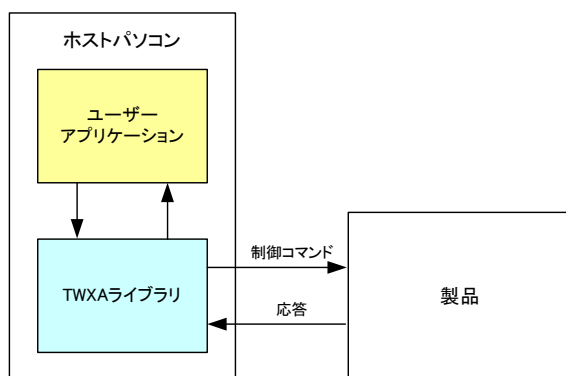 ホストパソコン
ユーザー
アプリケーション
TWXAライブラリ
制御コマンド
応答
製品